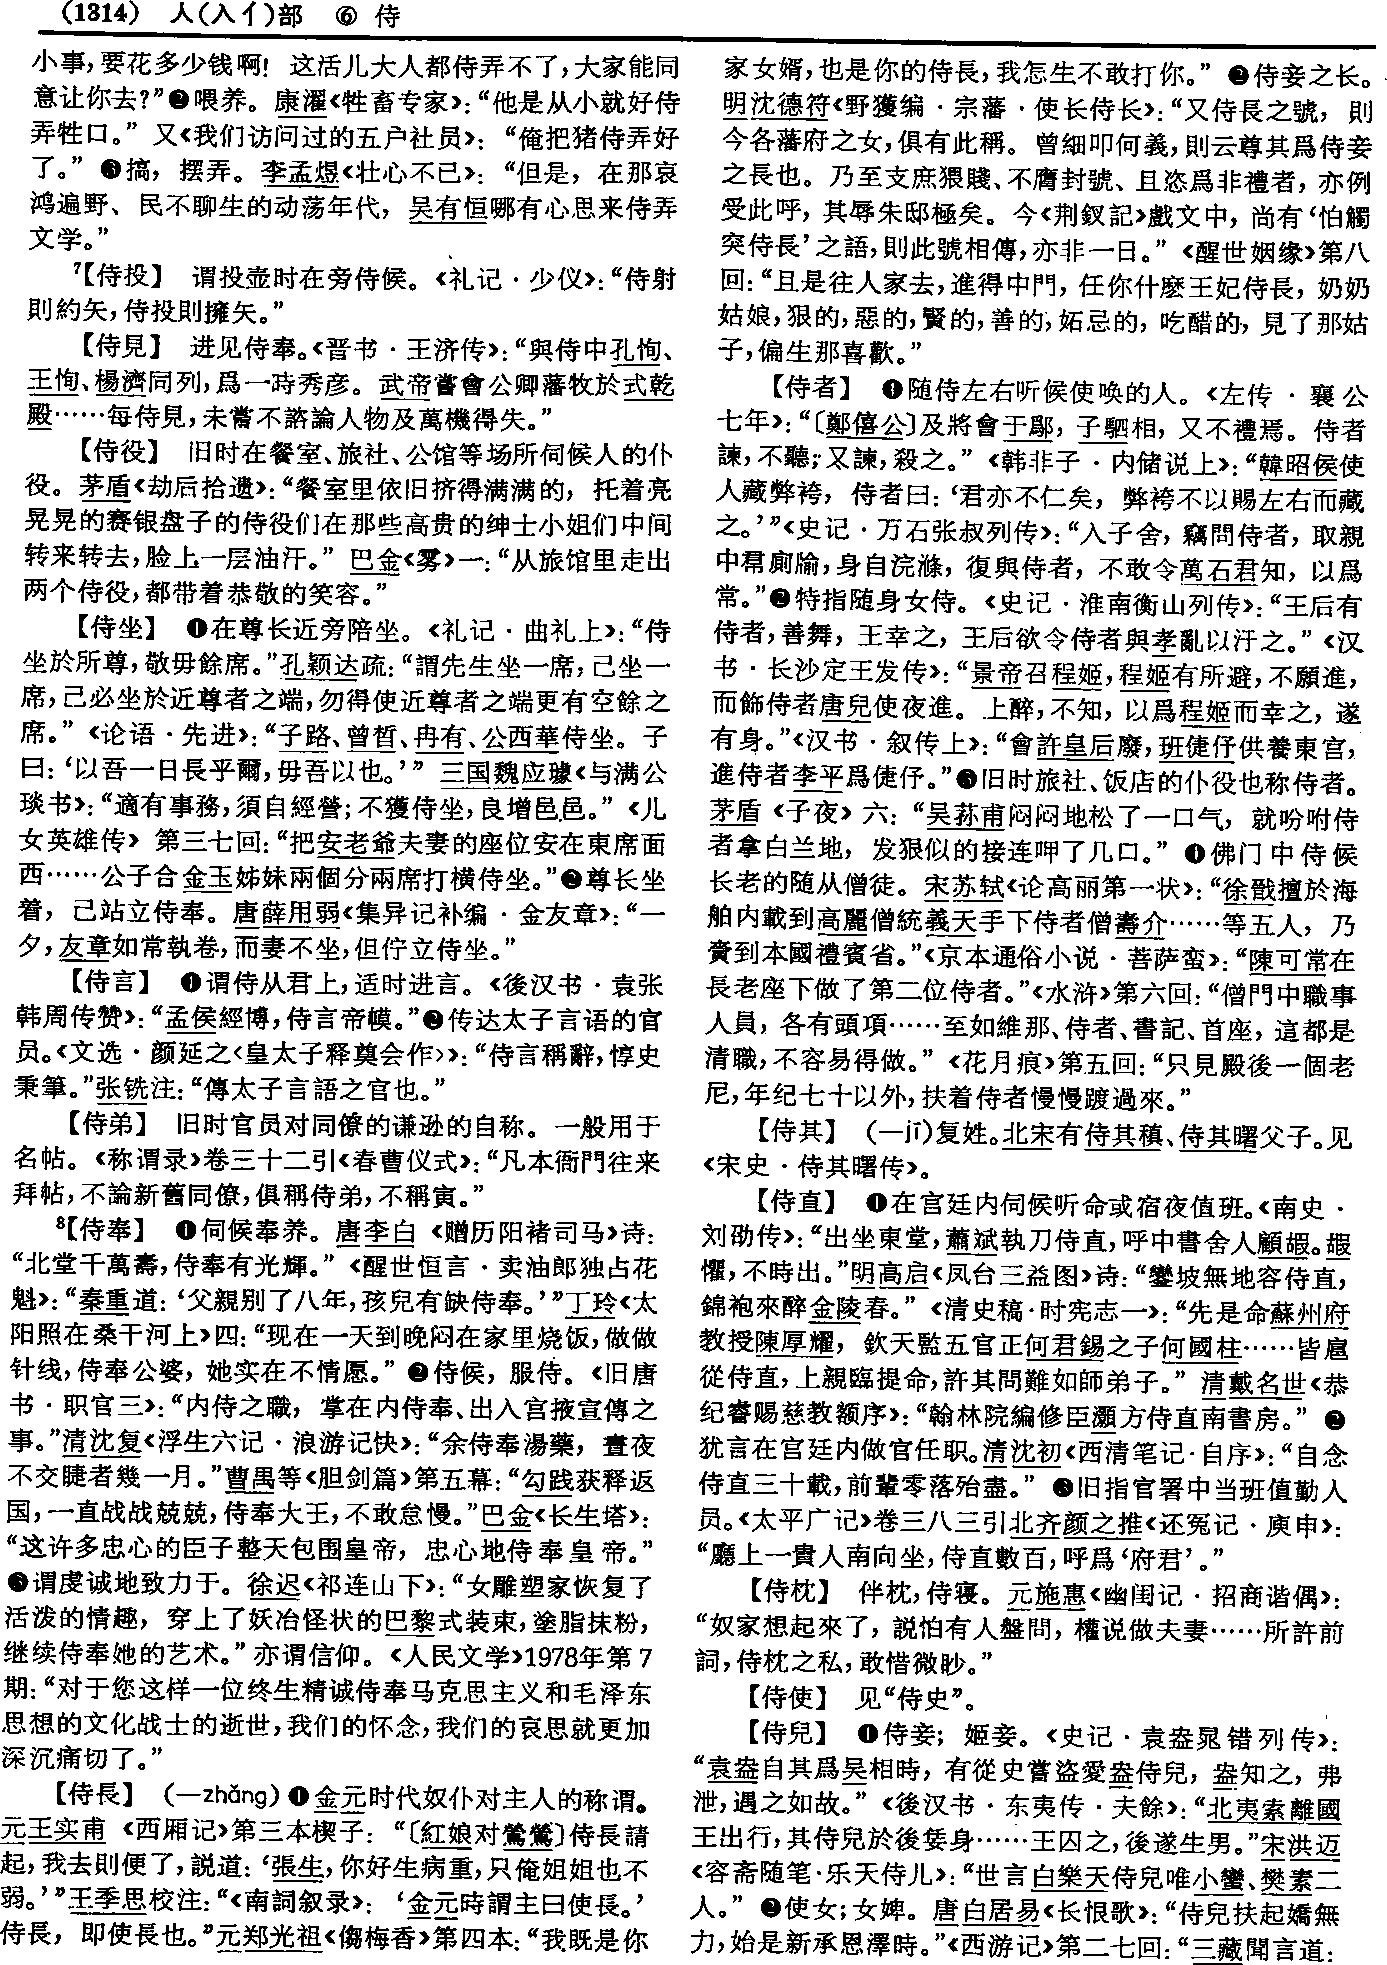 (1314) 人(入亻)部 ⑥ 侍
小事,要花多少钱啊! 这活儿大人都侍弄不了,大家能同
意让你去?”❷喂养。康濯《牲畜专家》:“他是从小就好侍
弄牲口。” 又《我们访问过的五户社员》: “俺把猪侍弄好
了。” ❸搞, 摆弄。李孟煜《壮心不已》: “但是, 在那哀
鸿遍野、民不聊生的动荡年代, 吴有恒哪有心思来侍弄
文学。”
⁷【侍投】 谓投壶时在旁侍候。《礼记·少仪》:“侍射
則約矢,侍投則擁矢。”
【侍見】 进见侍奉。《晋书·王济传》:“與侍中孔恂、
王恂、楊濟同列,爲一時秀彦。武帝嘗會公卿藩牧於式乾
殿……每侍見,未嘗不諮論人物及萬機得失。”
【侍役】 旧时在餐室、旅社、公馆等场所伺候人的仆
役。茅盾《劫后拾遗》:“餐室里依旧挤得满满的, 托着亮
晃晃的赛银盘子的侍役们在那些高贵的绅士小姐们中间
转来转去,脸上一层油汗。” 巴金《雾》一:“从旅馆里走出
两个侍役,都带着恭敬的笑容。”
【侍坐】 ❶在尊长近旁陪坐。《礼记·曲礼上》:“侍
坐於所尊,敬毋餘席。”孔颖达疏:“謂先生坐一席,己坐一
席,己必坐於近尊者之端,勿得使近尊者之端更有空餘之
席。” 《论语·先进》:“子路、曾晳、冉有、公西華侍坐。子
曰:‘以吾一日長乎爾,毋吾以也。’” 三国魏应璩《与满公
琰书》:“適有事務,須自經營;不獲侍坐,良增邑邑。” 《儿
女英雄传》 第三七回:“把安老爺夫妻的座位安在東席面
西……公子合金玉姊妹兩個分兩席打横侍坐。”❷尊长坐
着, 己站立侍奉。唐薛用弱《集异记补编·金友章》:“一
夕,友章如常執卷,而妻不坐,但佇立侍坐。”
【侍言】 ❶谓侍从君上,适时进言。《後汉书·袁张
韩周传赞》:“孟侯經博,侍言帝幙。”❷传达太子言语的官
员。《文选·颜延之〈皇太子释奠会作〉》:“侍言稱辭,惇史
秉筆。”张铣注:“傳太子言語之官也。”
【侍弟】 旧时官员对同僚的谦逊的自称。一般用于
名帖。《称谓录》卷三十二引《春曹仪式》:“凡本衙門往来
拜帖,不論新舊同僚,俱稱侍弟,不稱寅。”
⁸【侍奉】 ❶伺候奉养。唐李白《赠历阳褚司马》诗:
“北堂千萬壽,侍奉有光輝。” 《醒世恒言·卖油郎独占花
魁》:“秦重道:‘父親别了八年,孩兒有缺侍奉。’”丁玲《太
阳照在桑干河上》四:“现在一天到晚闷在家里烧饭,做做
针线,侍奉公婆, 她实在不情愿。” ❷侍候, 服侍。《旧唐
书·职官三》:“内侍之職, 掌在内侍奉、出入宫掖宣傳之
事。”清沈复《浮生六记·浪游记快》:“余侍奉湯藥, 晝夜
不交睫者幾一月。”曹禺等《胆剑篇》第五幕:“勾践获释返
国,一直战战兢兢,侍奉大王,不敢怠慢。”巴金《长生塔》:
“这许多忠心的臣子整天包围皇帝, 忠心地侍奉皇帝。”
❸谓虔诚地致力于。徐迟《祁连山下》:“女雕塑家恢复了
活泼的情趣, 穿上了妖冶怪状的巴黎式装束,塗脂抹粉,
继续侍奉她的艺术。”亦谓信仰。《人民文学》1978年第7
期:“对于您这样一位终生精诚侍奉马克思主义和毛泽东
思想的文化战士的逝世,我们的怀念,我们的哀思就更加
深沉痛切了。”
【侍長】 (—zhǎng)❶金元时代奴仆对主人的称谓。
元王实甫 《西厢记》第三本楔子: “〔紅娘对鶯鶯〕侍長請
起,我去則便了,説道:‘張生,你好生病重,只俺姐姐也不
弱。’”王季思校注:“《南詞叙录》: ‘金元時謂主曰使長。’
侍長, 即使長也。”元郑光祖《㑳梅香》第四本:“我既是你
家女婿,也是你的侍長,我怎生不敢打你。” ❷侍妾之长。
明沈德符《野獲编·宗藩·使长侍长》:“又侍長之號, 則
今各藩府之女,俱有此稱。曾細叩何義,則云尊其爲侍妾
之長也。乃至支庶猥賤、不膺封號、且恣爲非禮者,亦例
受此呼,其辱朱邸極矣。今《荆釵記》戲文中,尚有‘怕觸
突侍長’之語,則此號相傳,亦非一日。” 《醒世姻缘》第八
回:“且是往人家去,進得中門,任你什麽王妃侍長,奶奶
姑娘,狠的,惡的,賢的,善的,妬忌的, 吃醋的,見了那姑
子,偏生那喜歡。”
【侍者】 ❶随侍左右听候使唤的人。《左传·襄公
七年》:“〔鄭僖公〕及將會于鄬,子駟相, 又不禮焉。侍者
諫,不聽;又諫,殺之。” 《韩非子·内储说上》:“韓昭侯使
人藏弊袴, 侍者曰:‘君亦不仁矣, 弊袴不以賜左右而藏
之。’”《史记·万石张叔列传》:“入子舍,竊問侍者,取親
中帬廁牏,身自浣滌, 復與侍者, 不敢令萬石君知, 以爲
常。”❷特指随身女侍。《史记·淮南衡山列传》:“王后有
侍者,善舞, 王幸之, 王后欲令侍者與孝亂以汙之。”《汉
书·长沙定王发传》:“景帝召程姬,程姬有所避,不願進,
而飾侍者唐兒使夜進。上醉,不知,以爲程姬而幸之,遂
有身。”《汉书·叙传上》:“會許皇后廢,班倢伃供養東宫,
進侍者李平爲倢伃。”❸旧时旅社、饭店的仆役也称侍者。
茅盾《子夜》六: “吴荪甫闷闷地松了一口气, 就吩咐侍
者拿白兰地, 发狠似的接连呷了几口。” ❹佛门中侍候
长老的随从僧徒。宋苏轼《论高丽第一状》:“徐戬擅於海
舶内載到高麗僧統義天手下侍者僧壽介……等五人, 乃
賫到本國禮賓省。”《京本通俗小说·菩萨蛮》:“陳可常在
長老座下做了第二位侍者。”《水浒》第六回:“僧門中職事
人員, 各有頭項……至如維那、侍者、書記、首座, 這都是
清職,不容易得做。” 《花月痕》第五回:“只見殿後一個老
尼,年纪七十以外,扶着侍者慢慢踱過來。”
【侍其】 (—jī)复姓。北宋有侍其稹、侍其曙父子。见
《宋史·侍其曙传》。
【侍直】 ❶在宫廷内伺候听命或宿夜值班。《南史·
刘劭传》:“出坐東堂,蕭斌執刀侍直,呼中書舍人顧嘏。嘏
懼,不時出。”明高启《凤台三益图》诗:“鑾坡無地容侍直,
錦袍來醉金陵春。” 《清史稿·时宪志一》:“先是命蘇州府
教授陳厚耀, 欽天監五官正何君錫之子何國柱……皆扈
從侍直,上親臨提命,許其問難如師弟子。” 清戴名世《恭
纪睿赐慈教额序》:“翰林院編修臣灝方侍直南書房。” ❷
犹言在宫廷内做官任职。清沈初《西清笔记·自序》:“自念
侍直三十載,前輩零落殆盡。” ❸旧指官署中当班值勤人
员。《太平广记》卷三八三引北齐颜之推《还冤记·庾申》:
“廳上一貴人南向坐,侍直數百,呼爲‘府君’。”
【侍枕】 伴枕,侍寝。元施惠《幽闺记·招商谐偶》:
“奴家想起來了, 説怕有人盤問, 權说做夫妻……所許前
詞,侍枕之私,敢惜微眇。”
【侍使】 见“侍史”。
【侍兒】 ❶侍妾; 姬妾。《史记·袁盎晁错列传》:
“袁盎自其爲吴相時, 有從史嘗盜愛盎侍兒, 盎知之, 弗
泄,遇之如故。” 《後汉书·东夷传·夫餘》:“北夷索離國
王出行,其侍兒於後姙身……王囚之,後遂生男。”宋洪迈
《容斋随笔·乐天侍儿》:“世言白樂天侍兒唯小蠻、樊素二
人。” ❷使女;女婢。唐白居易《长恨歌》:“侍兒扶起嬌無
力,始是新承恩澤時。”《西游记》第二七回:“三藏聞言道: